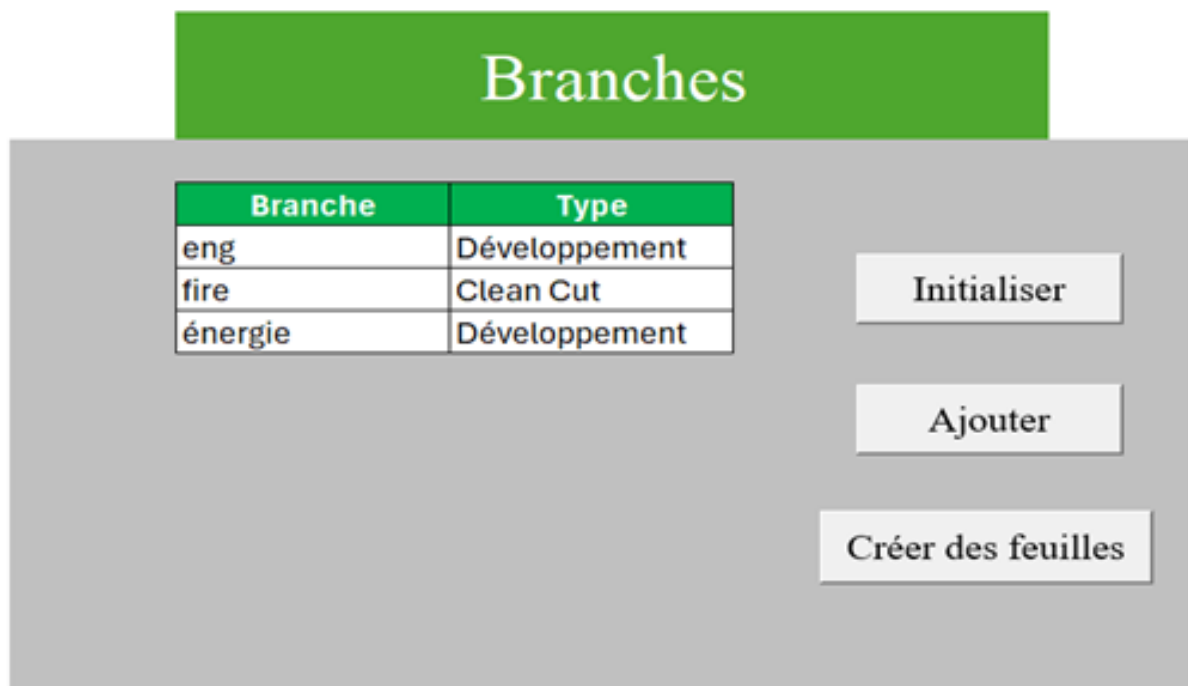 Branches
Branche Type
eng Développement
fire Clean Cut
énergie Développement
Initialiser
Ajouter
Créer des feuilles